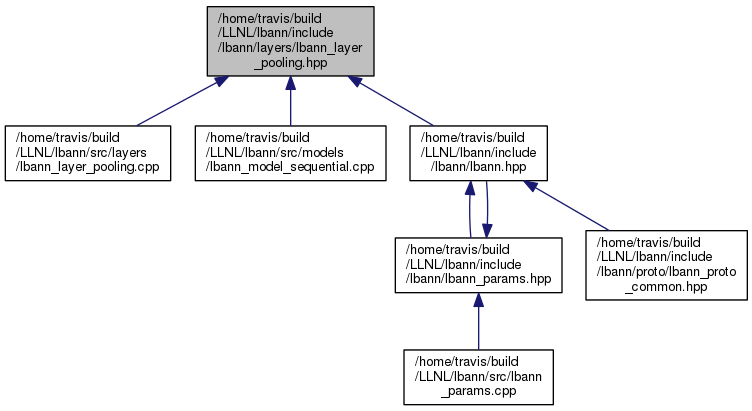 /home/travis/build
/LLNL/lbann/include
/lbann/layers/lbann_layer
_pooling.hpp
/home/travis/build
/LLNL/lbann/src/layers
/lbann_layer_pooling.cpp
/home/travis/build
/LLNL/lbann/src/models
/lbann_model_sequential.cpp
/home/travis/build
/LLNL/lbann/include
/lbann/lbann.hpp
/home/travis/build
/LLNL/lbann/include
/lbann/lbann_params.hpp
/home/travis/build
/LLNL/lbann/include
/lbann/proto/lbann_proto
_common.hpp
/home/travis/build
/LLNL/lbann/src/lbann
_params.cpp